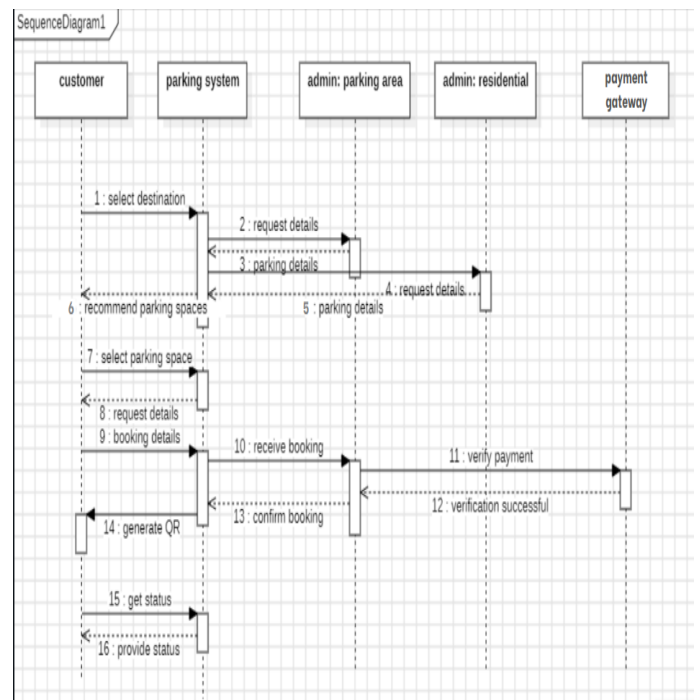 SequenceDiagram1
customer
parking system
admin: parking area
admin: residential
payment
gateway
1 : select destination
2 : request details
3 : parking details
4 : request details
5 : parking details
6 : recommend parking spaces
7 : select parking space
8 : request details
9 : booking details
10 : receive booking
11 : verify payment
12 : verification successful
13 : confirm booking
14 : generate QR
15 : get status
16 : provide status